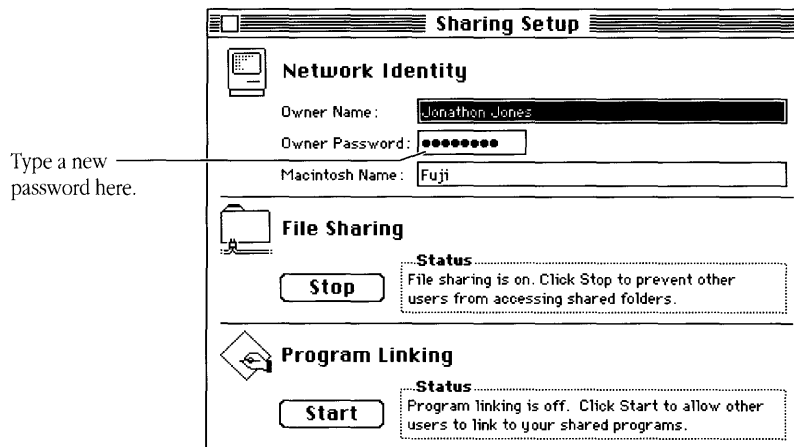 Sharing Setup
Network Identity
Owner Name:
Jonathon Jones
Owner Password: ●●●●●●●●
Type a new
password here.
Macintosh Name:
Fuji
File Sharing
Status
Stop
File sharing is on. Click Stop to prevent other
users from accessing shared folders.
Program Linking
Status
Start
Program linking is off. Click Start to allow other
users to link to your shared programs.